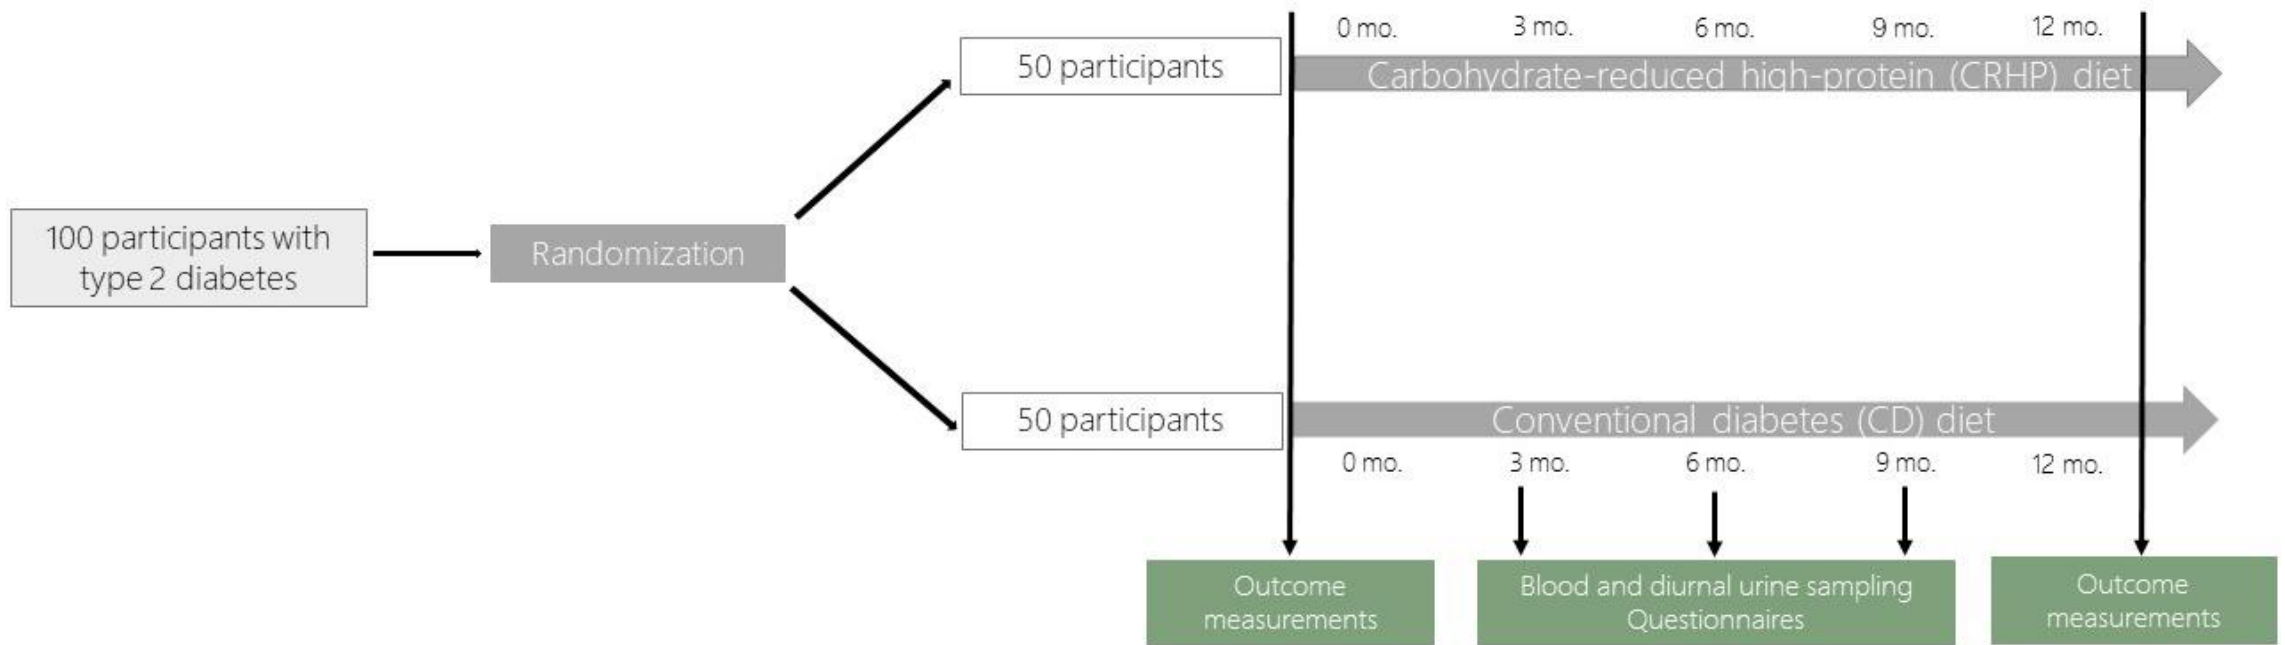 0 mo. 3 mo. 6 mo. 9 mo. 12 mo.
50 participants
Carbohydrate-reduced high-protein (CRHP) diet
100 participants with
type 2 diabetes
Randomization
50 participants
Conventional diabetes (CD) diet
0 mo. 3 mo. 6 mo. 9 mo. 12 mo.
Outcome
measurements
Blood and diurnal urine sampling
Questionnaires
Outcome
measurements